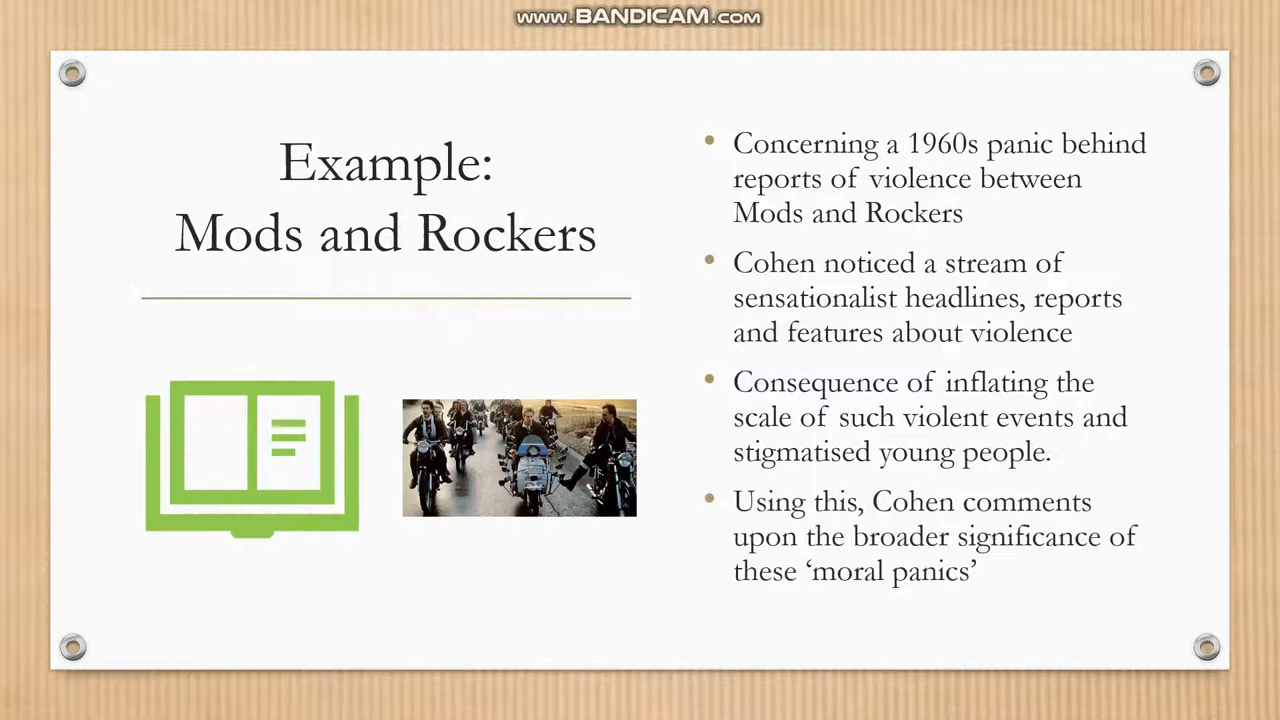 www.BANDICAM.com
Example:
Mods and Rockers
• Concerning a 1960s panic behind
reports of violence between
Mods and Rockers
• Cohen noticed a stream of
sensationalist headlines, reports
and features about violence
• Consequence of inflating the
scale of such violent events and
stigmatised young people.
• Using this, Cohen comments
upon the broader significance of
these ‘moral panics’